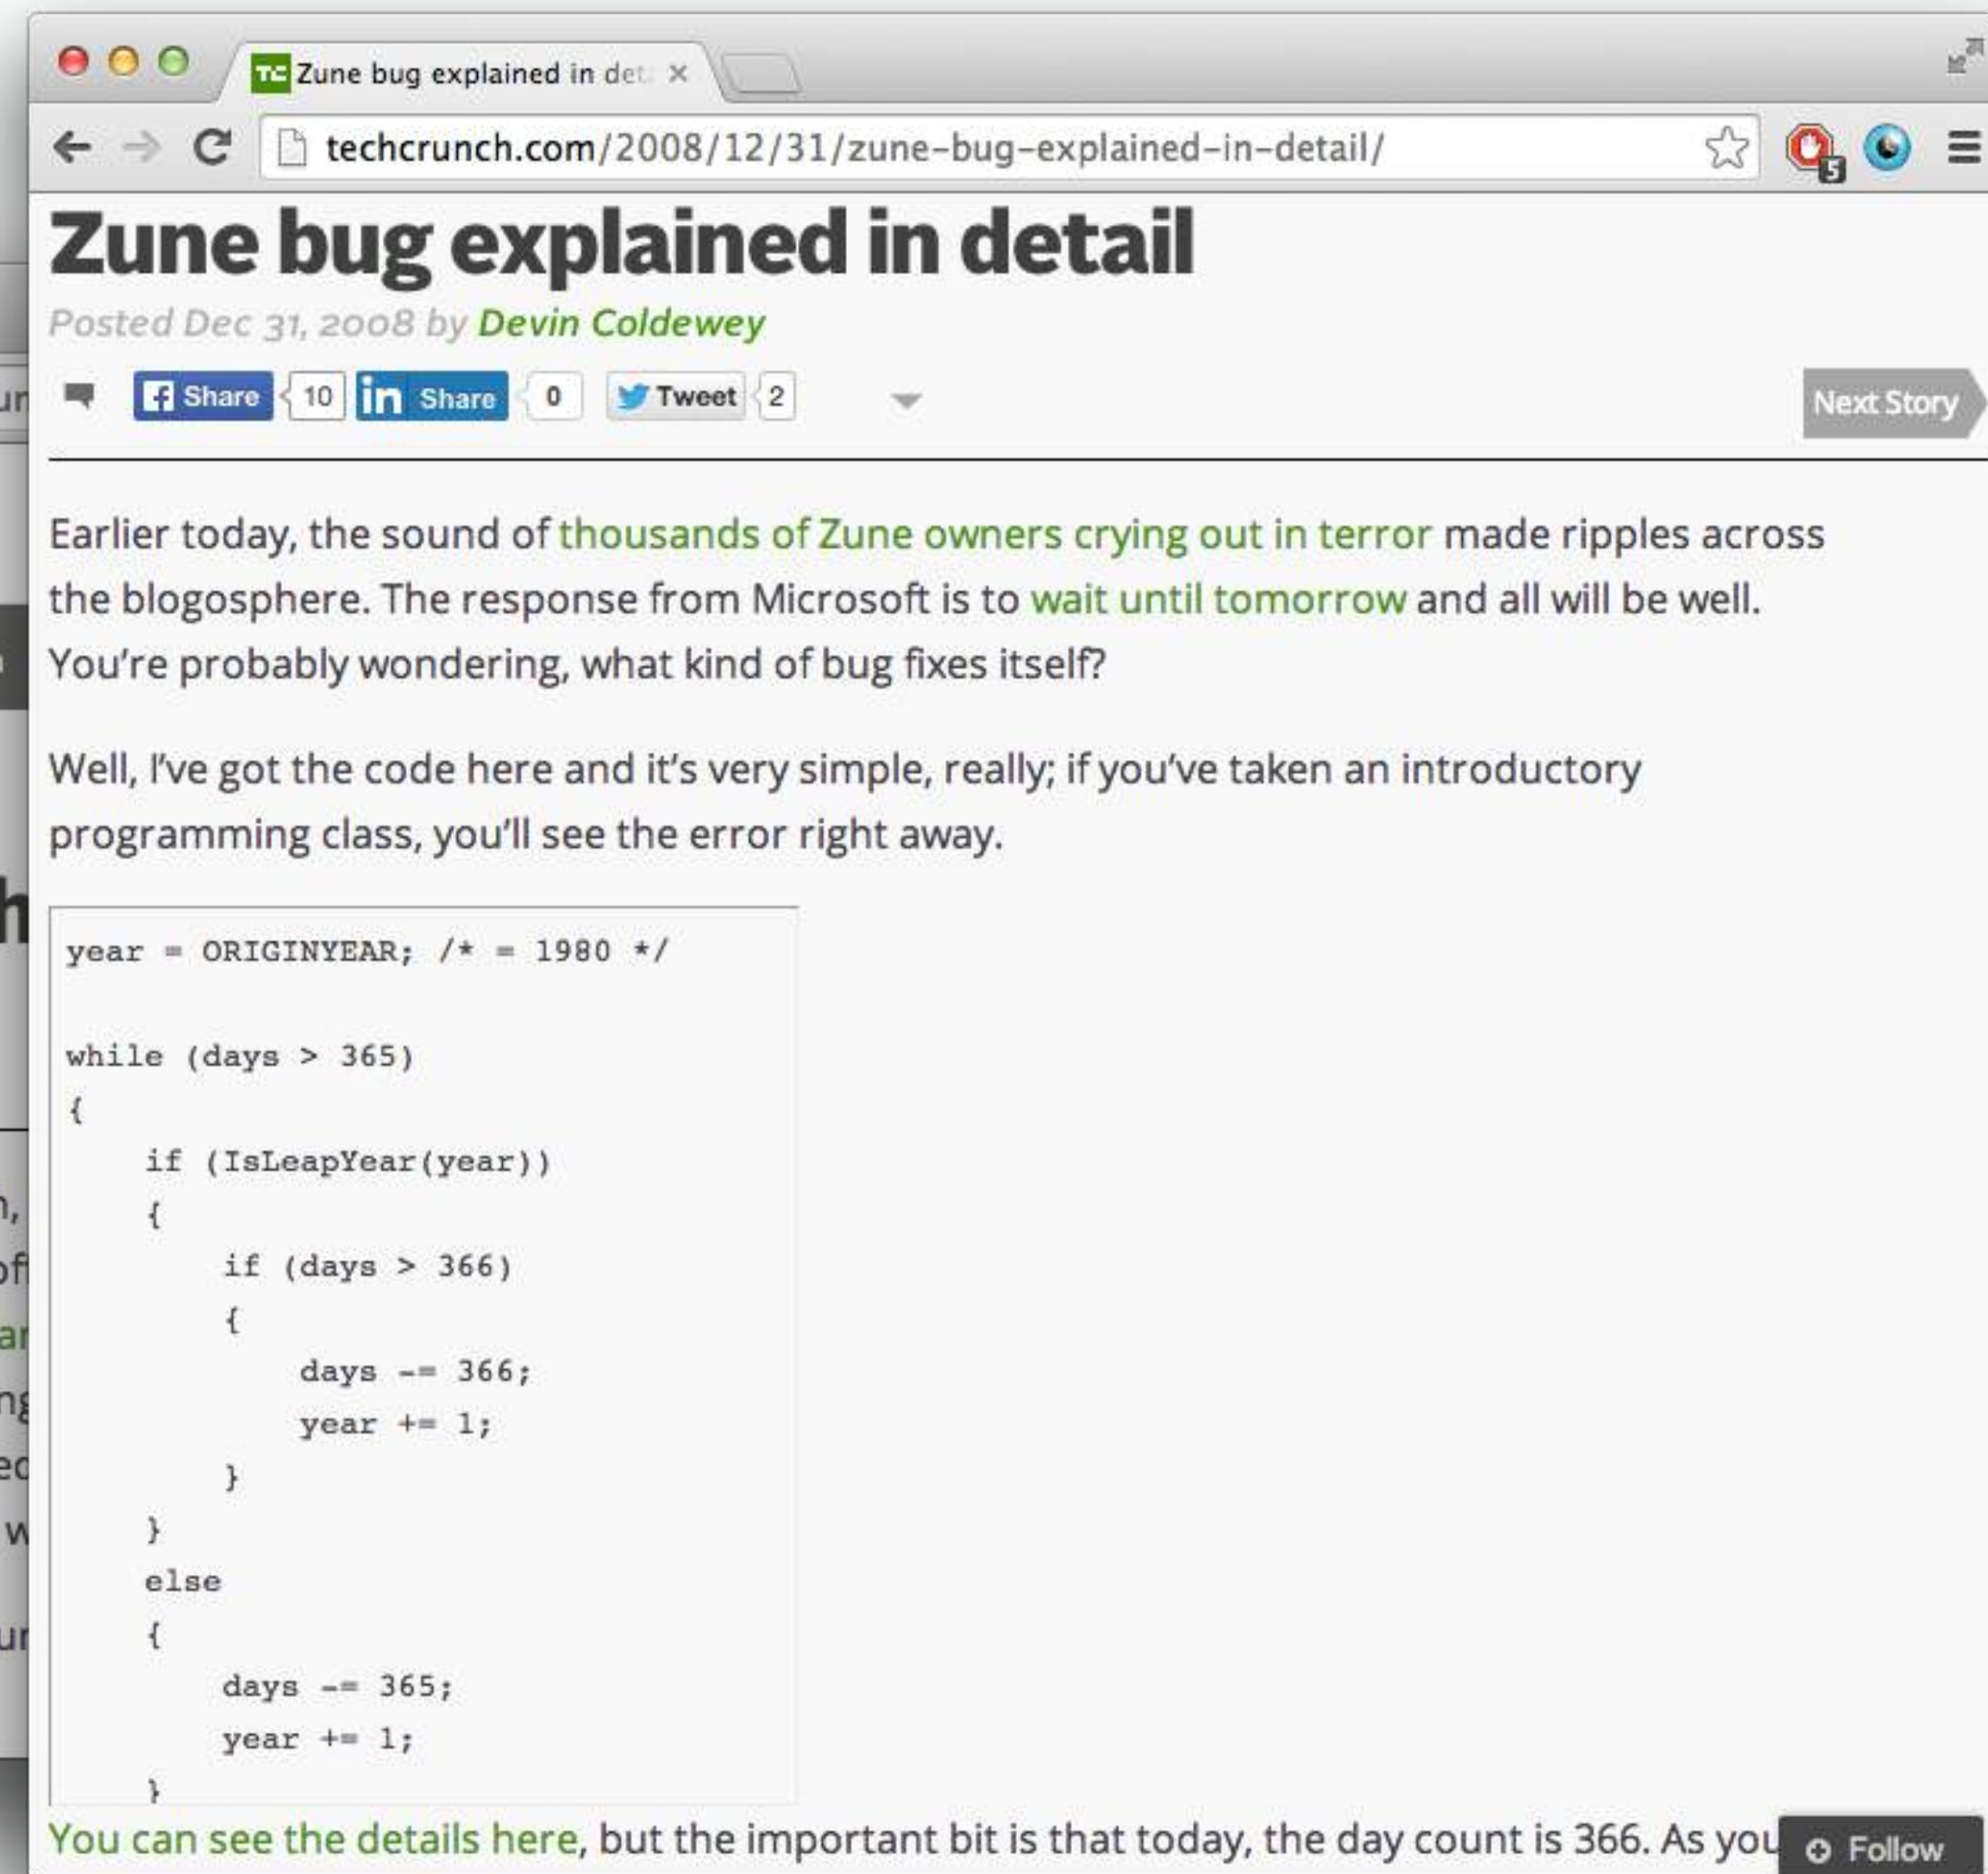 TC Zune bug explained in det
techcrunch.com/2008/12/31/zune-bug-explained-in-detail/
5
Zune bug explained in detail
Posted Dec 31, 2008 by Devin Coldewey
Share 10 in Share 0 Tweet 2
Next Story
Earlier today, the sound of thousands of Zune owners crying out in terror made ripples across
the blogosphere. The response from Microsoft is to wait until tomorrow and all will be well.
You're probably wondering, what kind of bug fixes itself?
Well, I've got the code here and it's very simple, really; if you've taken an introductory
programming class, you'll see the error right away.
year = ORIGINYEAR; /* = 1980 */
while (days > 365)
{
if (IsLeapYear(year))
{
if (days > 366)
{
days -= 366;
year += 1;
}
}
else
{
days -= 365;
year += 1;
}
You can see the details here, but the important bit is that today, the day count is 366. As you
Follow